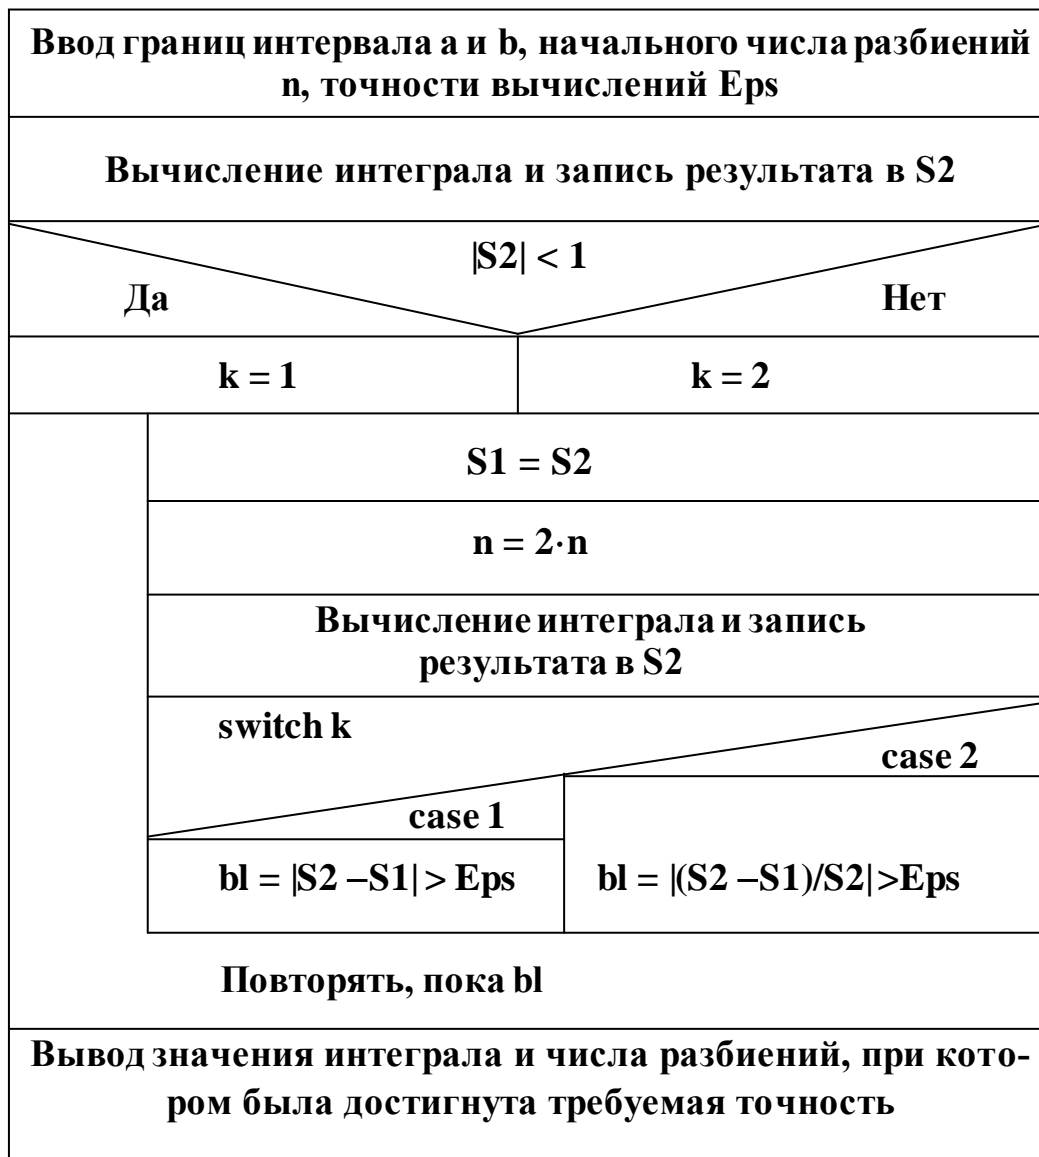 Ввод границ интервала a и b, начального числа разбиений
n, точности вычислений Eps
Вычисление интеграла и запись результата в S2
|S2| < 1
Да
Нет
k = 1
k = 2
S1 = S2
n = 2·n
Вычисление интеграла и запись
результата в S2
switch k
case 2
case 1
bl = |S2 –S1| > Eps
bl = |(S2 –S1)/S2| >Eps
Повторять, пока bl
Вывод значения интеграла и числа разбиений, при кото-
ром была достигнута требуемая точность